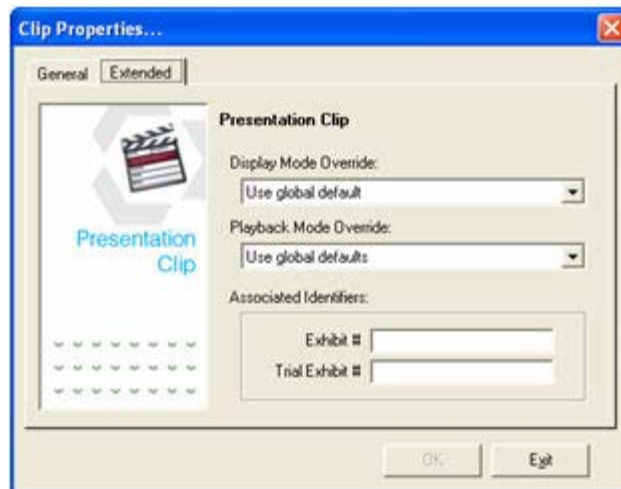 Clip Properties...
General Extended
Presentation Clip
Presentation Clip
Display Mode Override:
Use global default
Playback Mode Override:
Use global defaults
Associated Identifiers:
Exhibit #
Trial Exhibit #
OK Exit